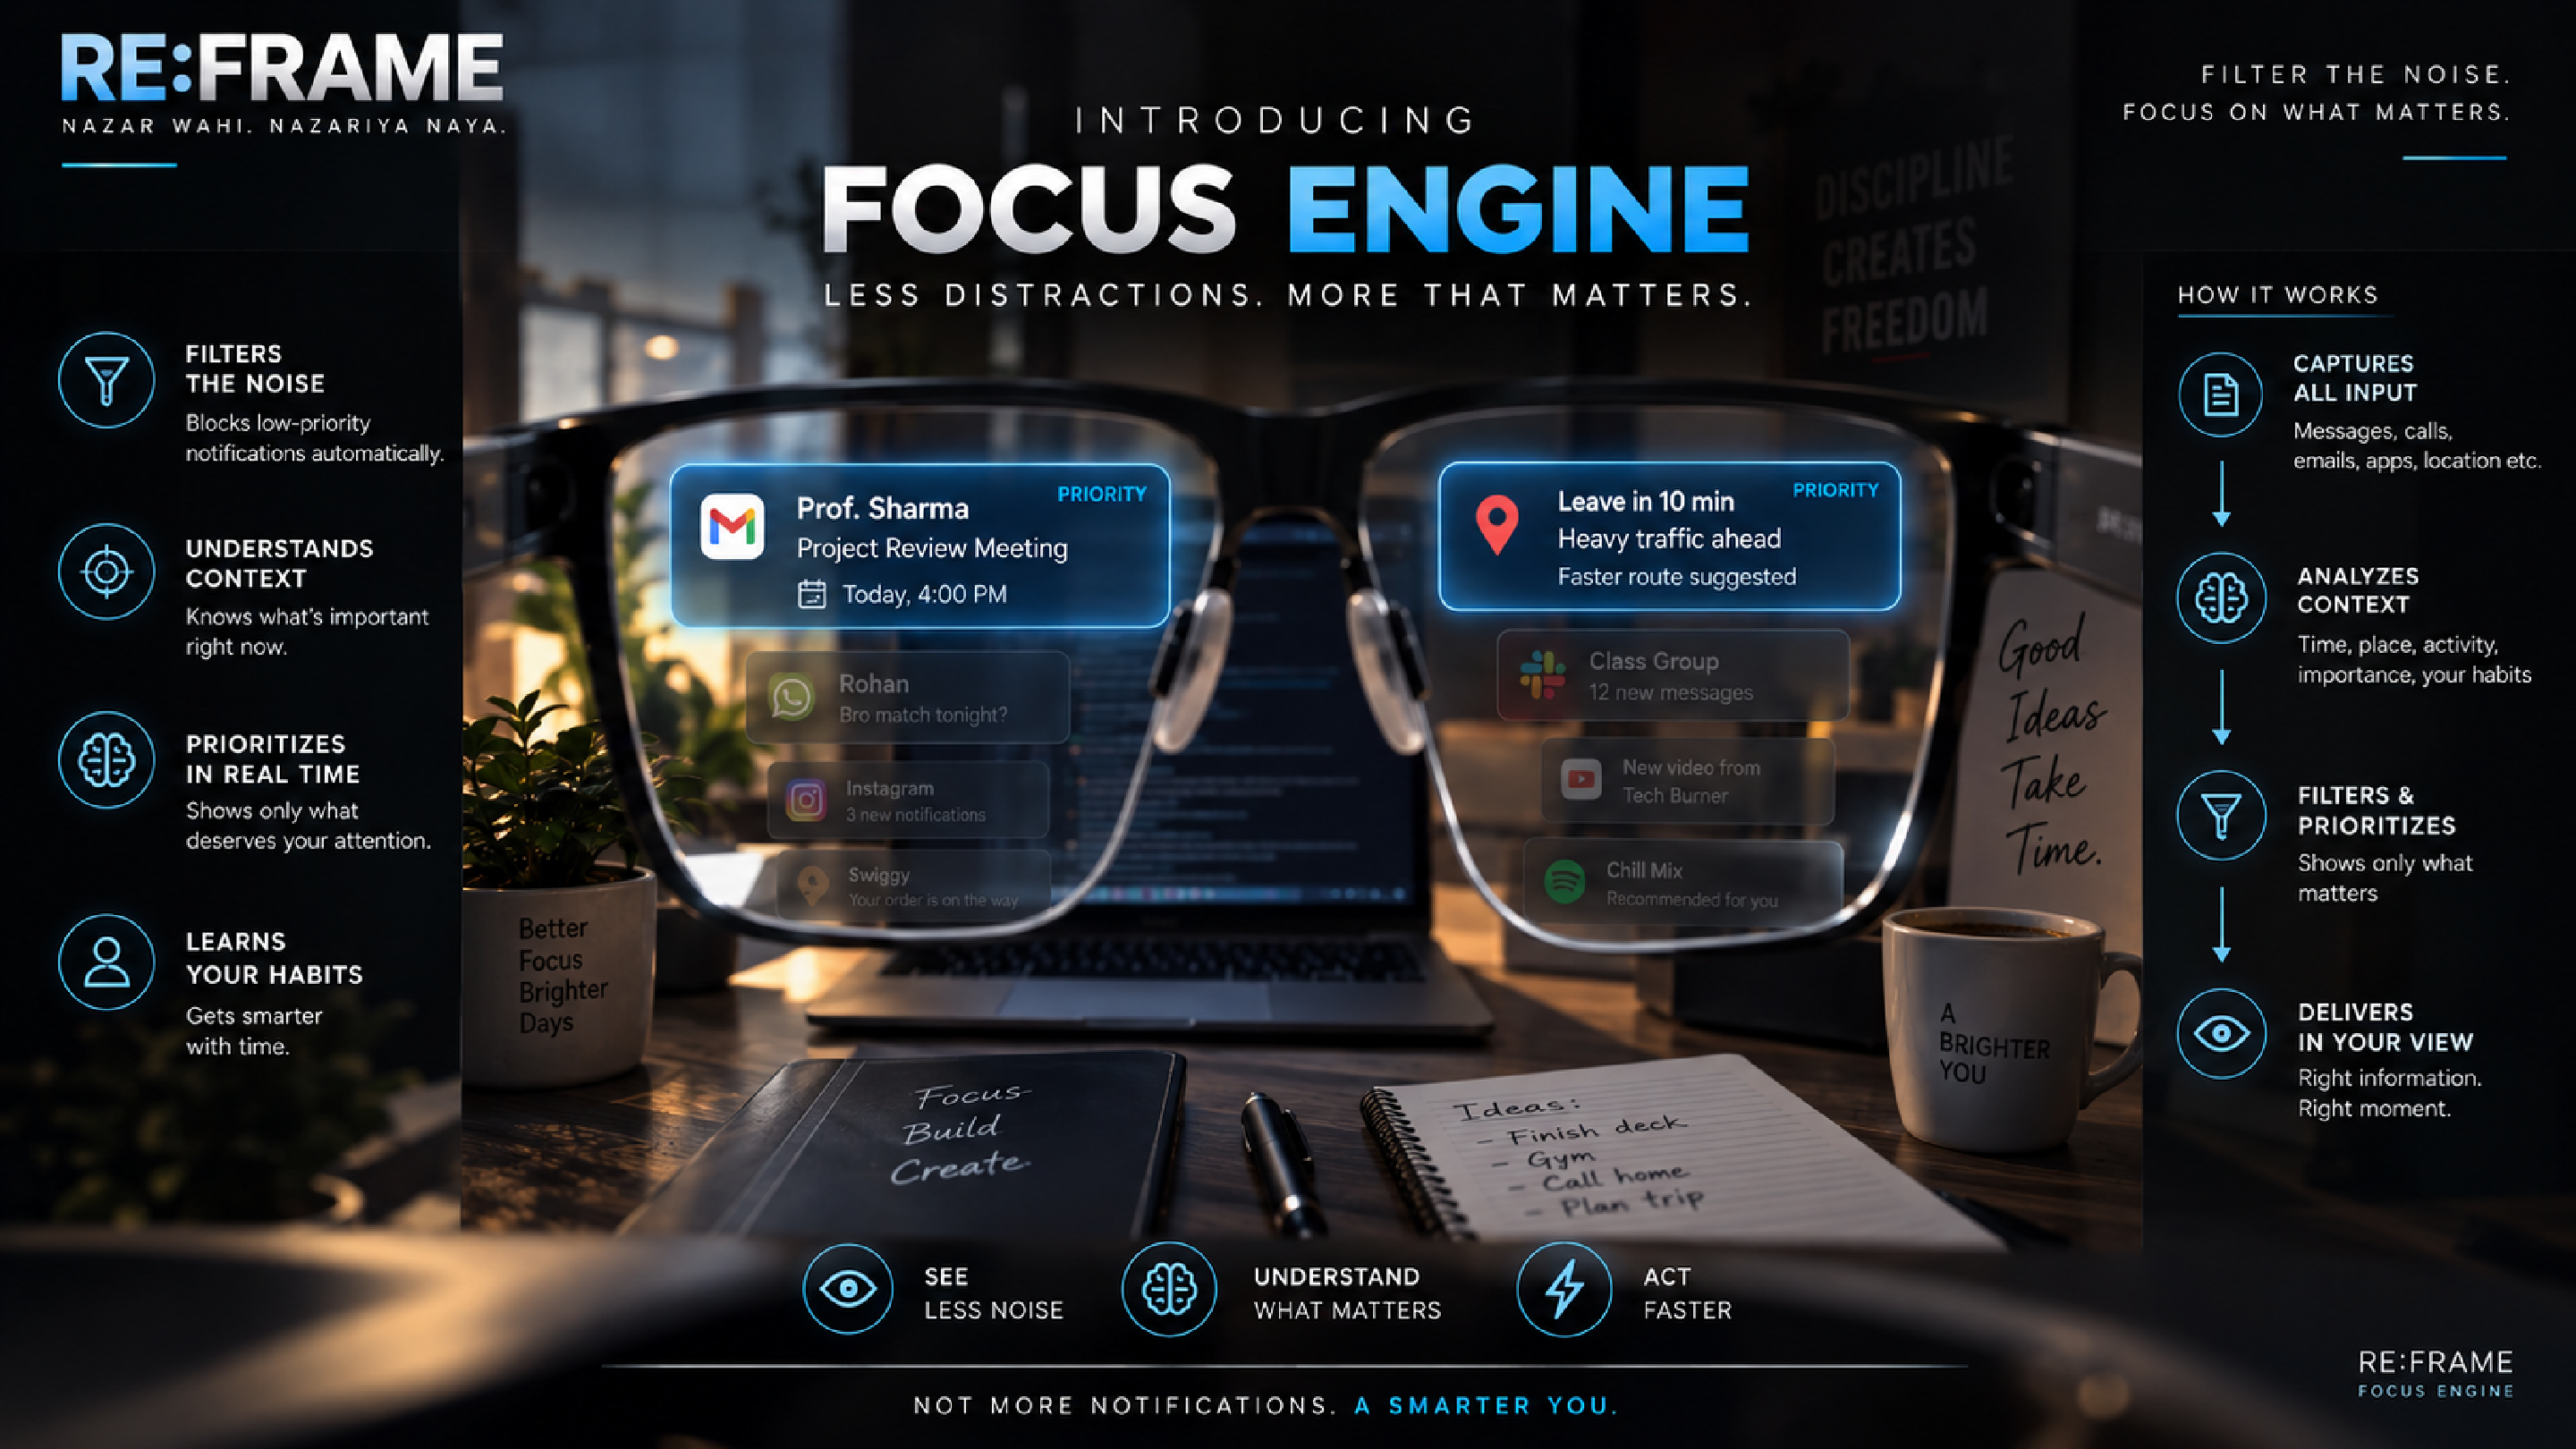 RE:FRAME
NAZAR WAHI. NAZARIYA NAYA.
FILTER THE NOISE.
FOCUS ON WHAT MATTERS.
INTRODUCING
FOCUS ENGINE
LESS DISTRACTIONS. MORE THAT MATTERS.
DISCIPLINE
CREATES
FREEDOM
FILTERS
THE NOISE
Blocks low-priority
notifications automatically.
UNDERSTANDS
CONTEXT
Knows what's important
right now.
PRIORITIZES
IN REAL TIME
Shows only what
deserves your attention.
LEARNS
YOUR HABITS
Gets smarter
with time.
PRIORITY
Prof. Sharma
Project Review Meeting
Today, 4:00 PM
Rohan
Bro match tonight?
Instagram
3 new notifications
Swiggy
Your order is on the way
PRIORITY
Leave in 10 min
Heavy traffic ahead
Faster route suggested
Class Group
12 new messages
New video from
Tech Burner
Chill Mix
Recommended for you
Good
Ideas
Take
Time.
Better
Focus
Brighter
Days
A
BRIGHTER
YOU
Focus
Build
Create.
Ideas:
- Finish deck
- Gym
- Call home
- Plan trip
HOW IT WORKS
CAPTURES
ALL INPUT
Messages, calls,
emails, apps, location etc.
ANALYZES
CONTEXT
Time, place, activity,
importance, your habits
FILTERS &
PRIORITIZES
Shows only what
matters
DELIVERS
IN YOUR VIEW
Right information.
Right moment.
SEE
LESS NOISE
UNDERSTAND
WHAT MATTERS
ACT
FASTER
NOT MORE NOTIFICATIONS. A SMARTER YOU.
RE:FRAME
FOCUS ENGINE